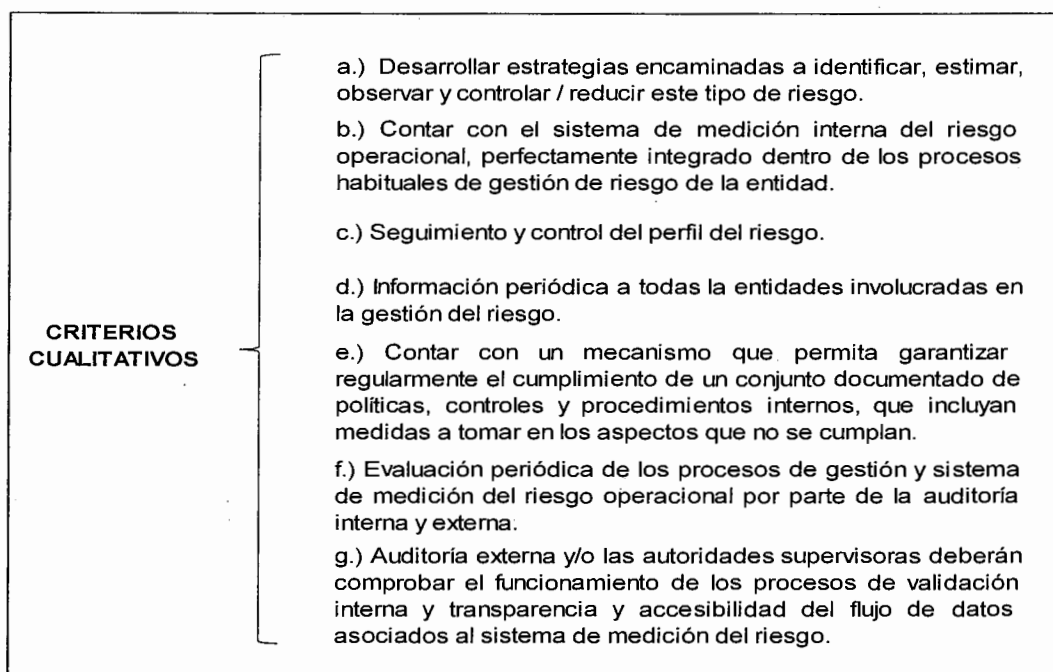 CRITERIOS
CUALITATIVOS
a.) Desarrollar estrategias encaminadas a identificar, estimar,
observar y controlar / reducir este tipo de riesgo.
b.) Contar con el sistema de medición interna del riesgo
operacional, perfectamente integrado dentro de los procesos
habituales de gestión de riesgo de la entidad.
c.) Seguimiento y control del perfil del riesgo.
d.) Información periódica a todas la entidades involucradas en
la gestión del riesgo.
e.) Contar con un mecanismo que permita garantizar
regularmente el cumplimiento de un conjunto documentado de
políticas, controles y procedimientos internos, que incluyan
medidas a tomar en los aspectos que no se cumplan.
f.) Evaluación periódica de los procesos de gestión y sistema
de medición del riesgo operacional por parte de la auditoría
interna y externa.
g.) Auditoría externa y/o las autoridades supervisoras deberán
comprobar el funcionamiento de los procesos de validación
interna y transparencia y accesibilidad del flujo de datos
asociados al sistema de medición del riesgo.